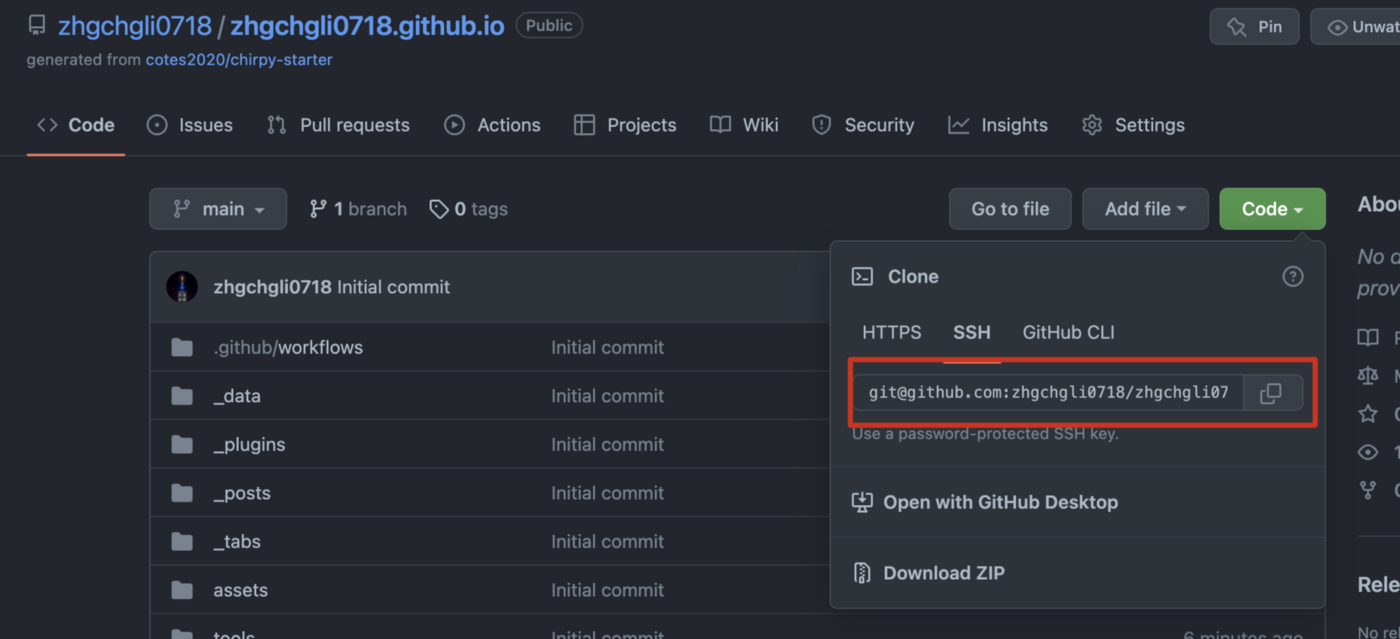 zhgchgli0718 / zhgchgli0718.github.io Public
Pin
Unwat
generated from cotes2020/chirpy-starter
Code Issues Pull requests Actions Projects Wiki Security Insights Settings
main 1 branch 0 tags Go to file Add file Code
Abou
No d
prov
zhgchgli0718 Initial commit
.github/workflows Initial commit
_data Initial commit
_plugins Initial commit
_posts Initial commit
_tabs Initial commit
assets Initial commit
tools Initial commit
6 minutes ago
Clone
HTTPS SSH GitHub CLI
git@github.com:zhgchgli0718/zhgchgli07
Use a password-protected SSH key.
Open with GitHub Desktop
Download ZIP
1
Rele
No rel